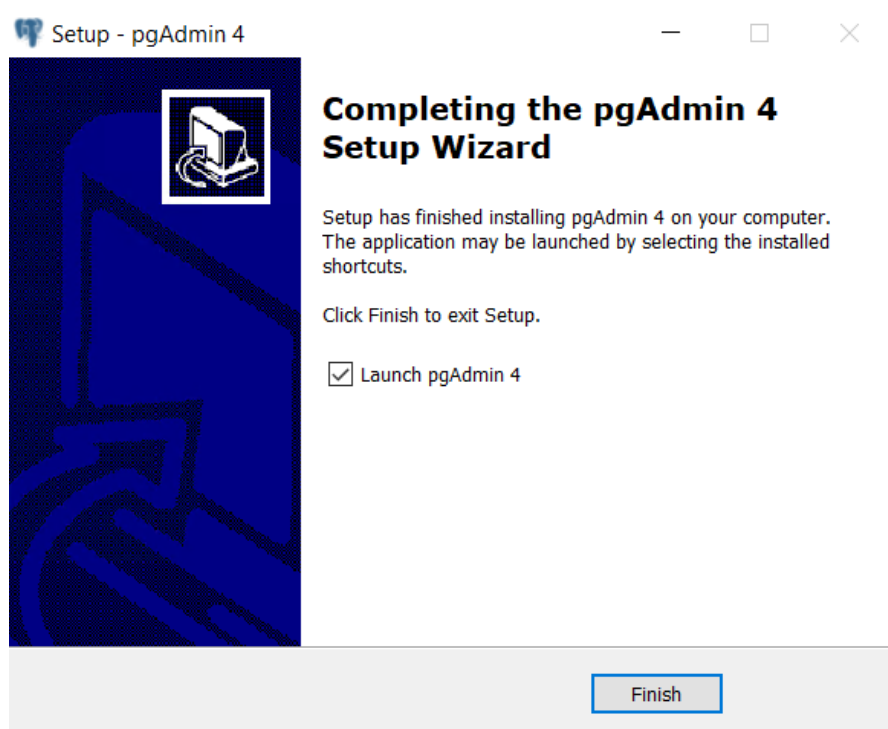 Setup - pgAdmin 4
Completing the pgAdmin 4
Setup Wizard
Setup has finished installing pgAdmin 4 on your computer.
The application may be launched by selecting the installed
shortcuts.
Click Finish to exit Setup.
Launch pgAdmin 4
Finish